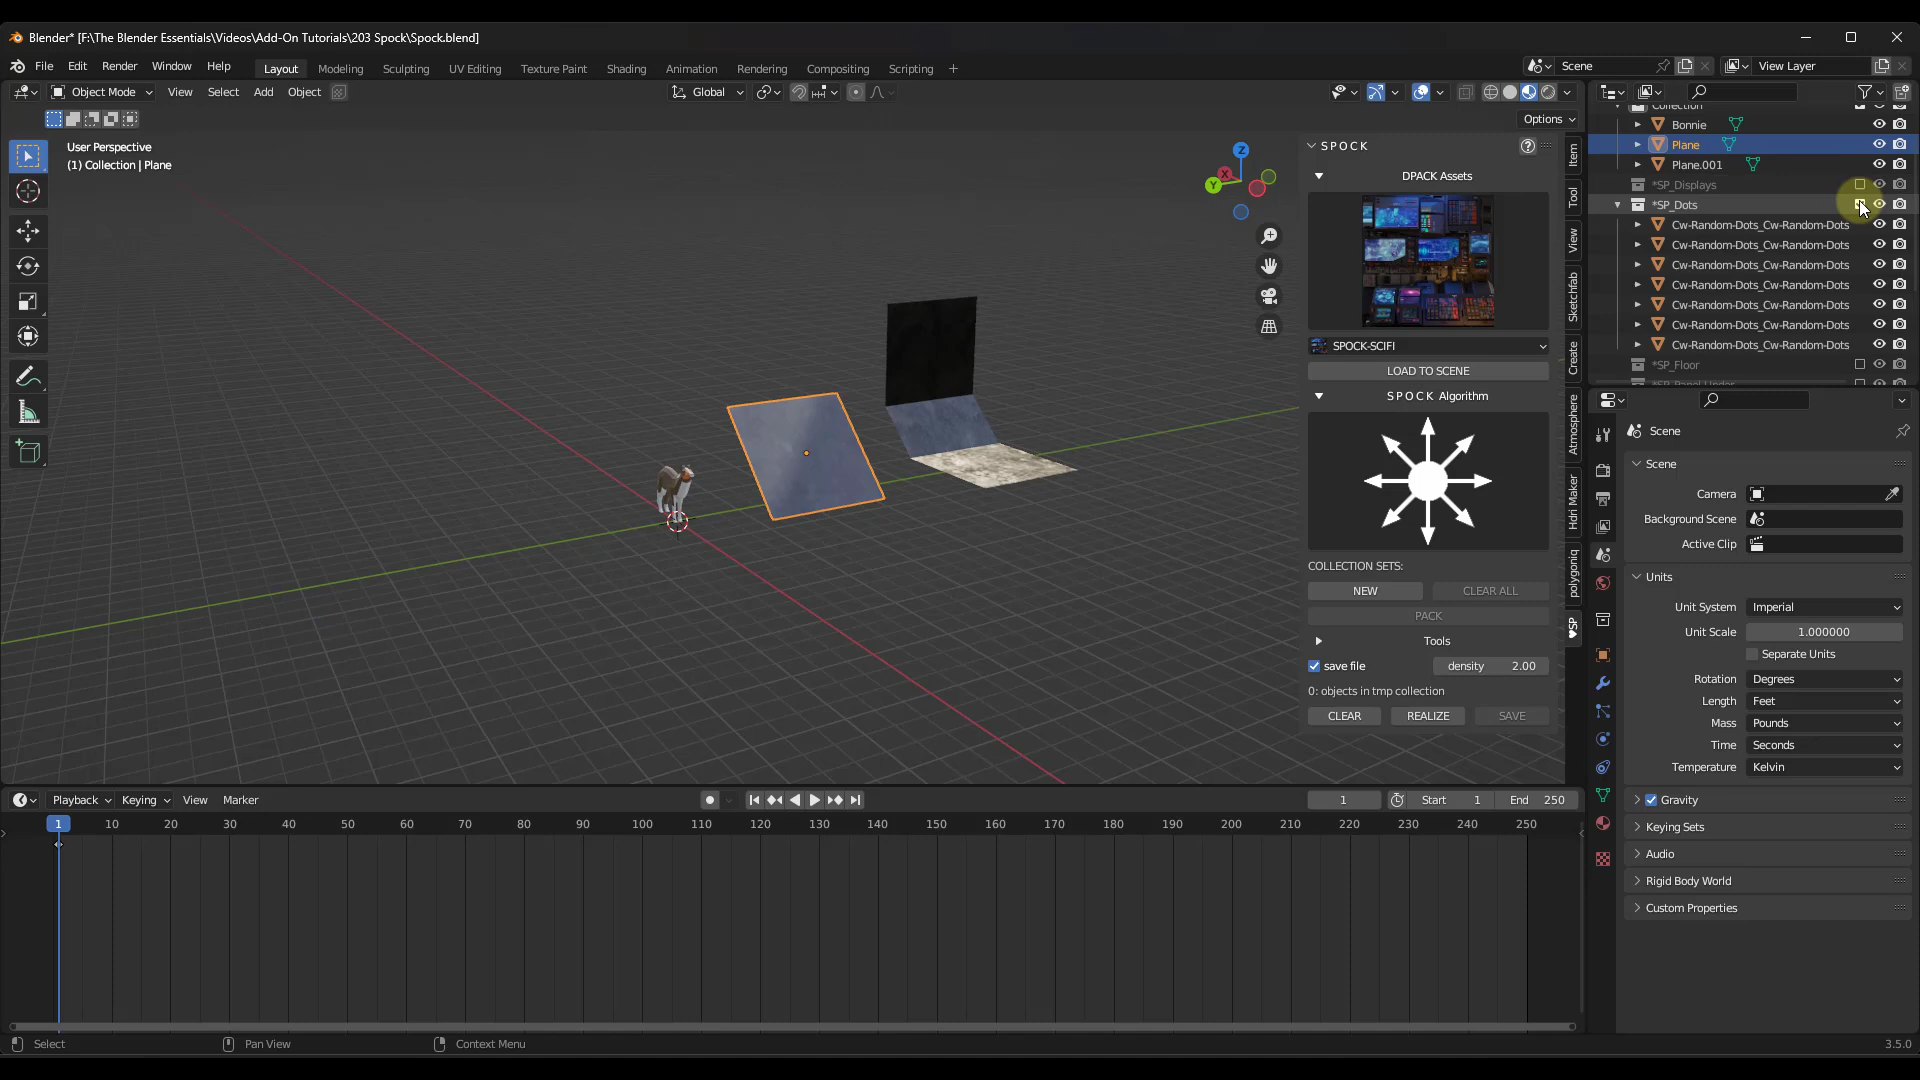 Blender* [F:\The Blender Essentials\Videos\Add-On Tutorials\203 Spock\Spock.blend]
File Edit Render Window Help Layout Modeling Sculpting UV Editing Texture Paint Shading Animation Rendering Compositing Scripting + Scene View Layer
Object Mode View Select Add Object Global
Options
User Perspective
(1) Collection | Plane
Z
X
Y
SPOCK
DPACK Assets
SPOCK-SCIFI
LOAD TO SCENE
SPOCK Algorithm
COLLECTION SETS:
NEW CLEAR ALL
PACK
Tools
save file density 2.00
0: objects in tmp collection
CLEAR REALIZE SAVE
Item
Tool
View
Sketchfab
Create
Atmosphere
Hdri Maker
polygoniq
♥SP
Collection
Bonnie
Plane
Plane.001
*SP_Displays
*SP_Dots
Cw-Random-Dots_Cw-Random-Dots
Cw-Random-Dots_Cw-Random-Dots
Cw-Random-Dots_Cw-Random-Dots
Cw-Random-Dots_Cw-Random-Dots
Cw-Random-Dots_Cw-Random-Dots
Cw-Random-Dots_Cw-Random-Dots
Cw-Random-Dots_Cw-Random-Dots
*SP_Floor
*SP_Panel-Under
Scene
Scene
Camera
Background Scene
Active Clip
Units
Unit System Imperial
Unit Scale 1.000000
Separate Units
Rotation Degrees
Length Feet
Mass Pounds
Time Seconds
Temperature Kelvin
Gravity
Keying Sets
Audio
Rigid Body World
Custom Properties
Playback Keying View Marker 1 Start 1 End 250
1 10 20 30 40 50 60 70 80 90 100 110 120 130 140 150 160 170 180 190 200 210 220 230 240 250
Select Pan View Context Menu 3.5.0